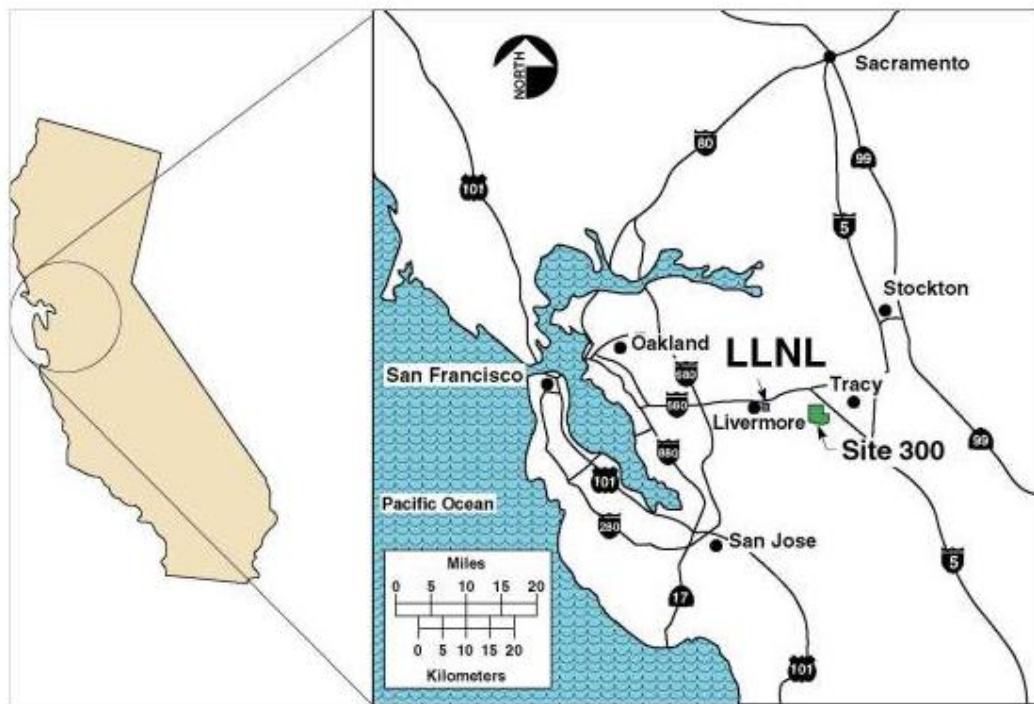 NORTH
Sacramento
80
99
101
5
Stockton
Oakland
LLNL
San Francisco
680
Tracy
580
Livermore
Site 300
99
880
101
Pacific Ocean
280
San Jose
5
Miles
0 5 10 15 20
0 5 10 15 20
Kilometers
17
101